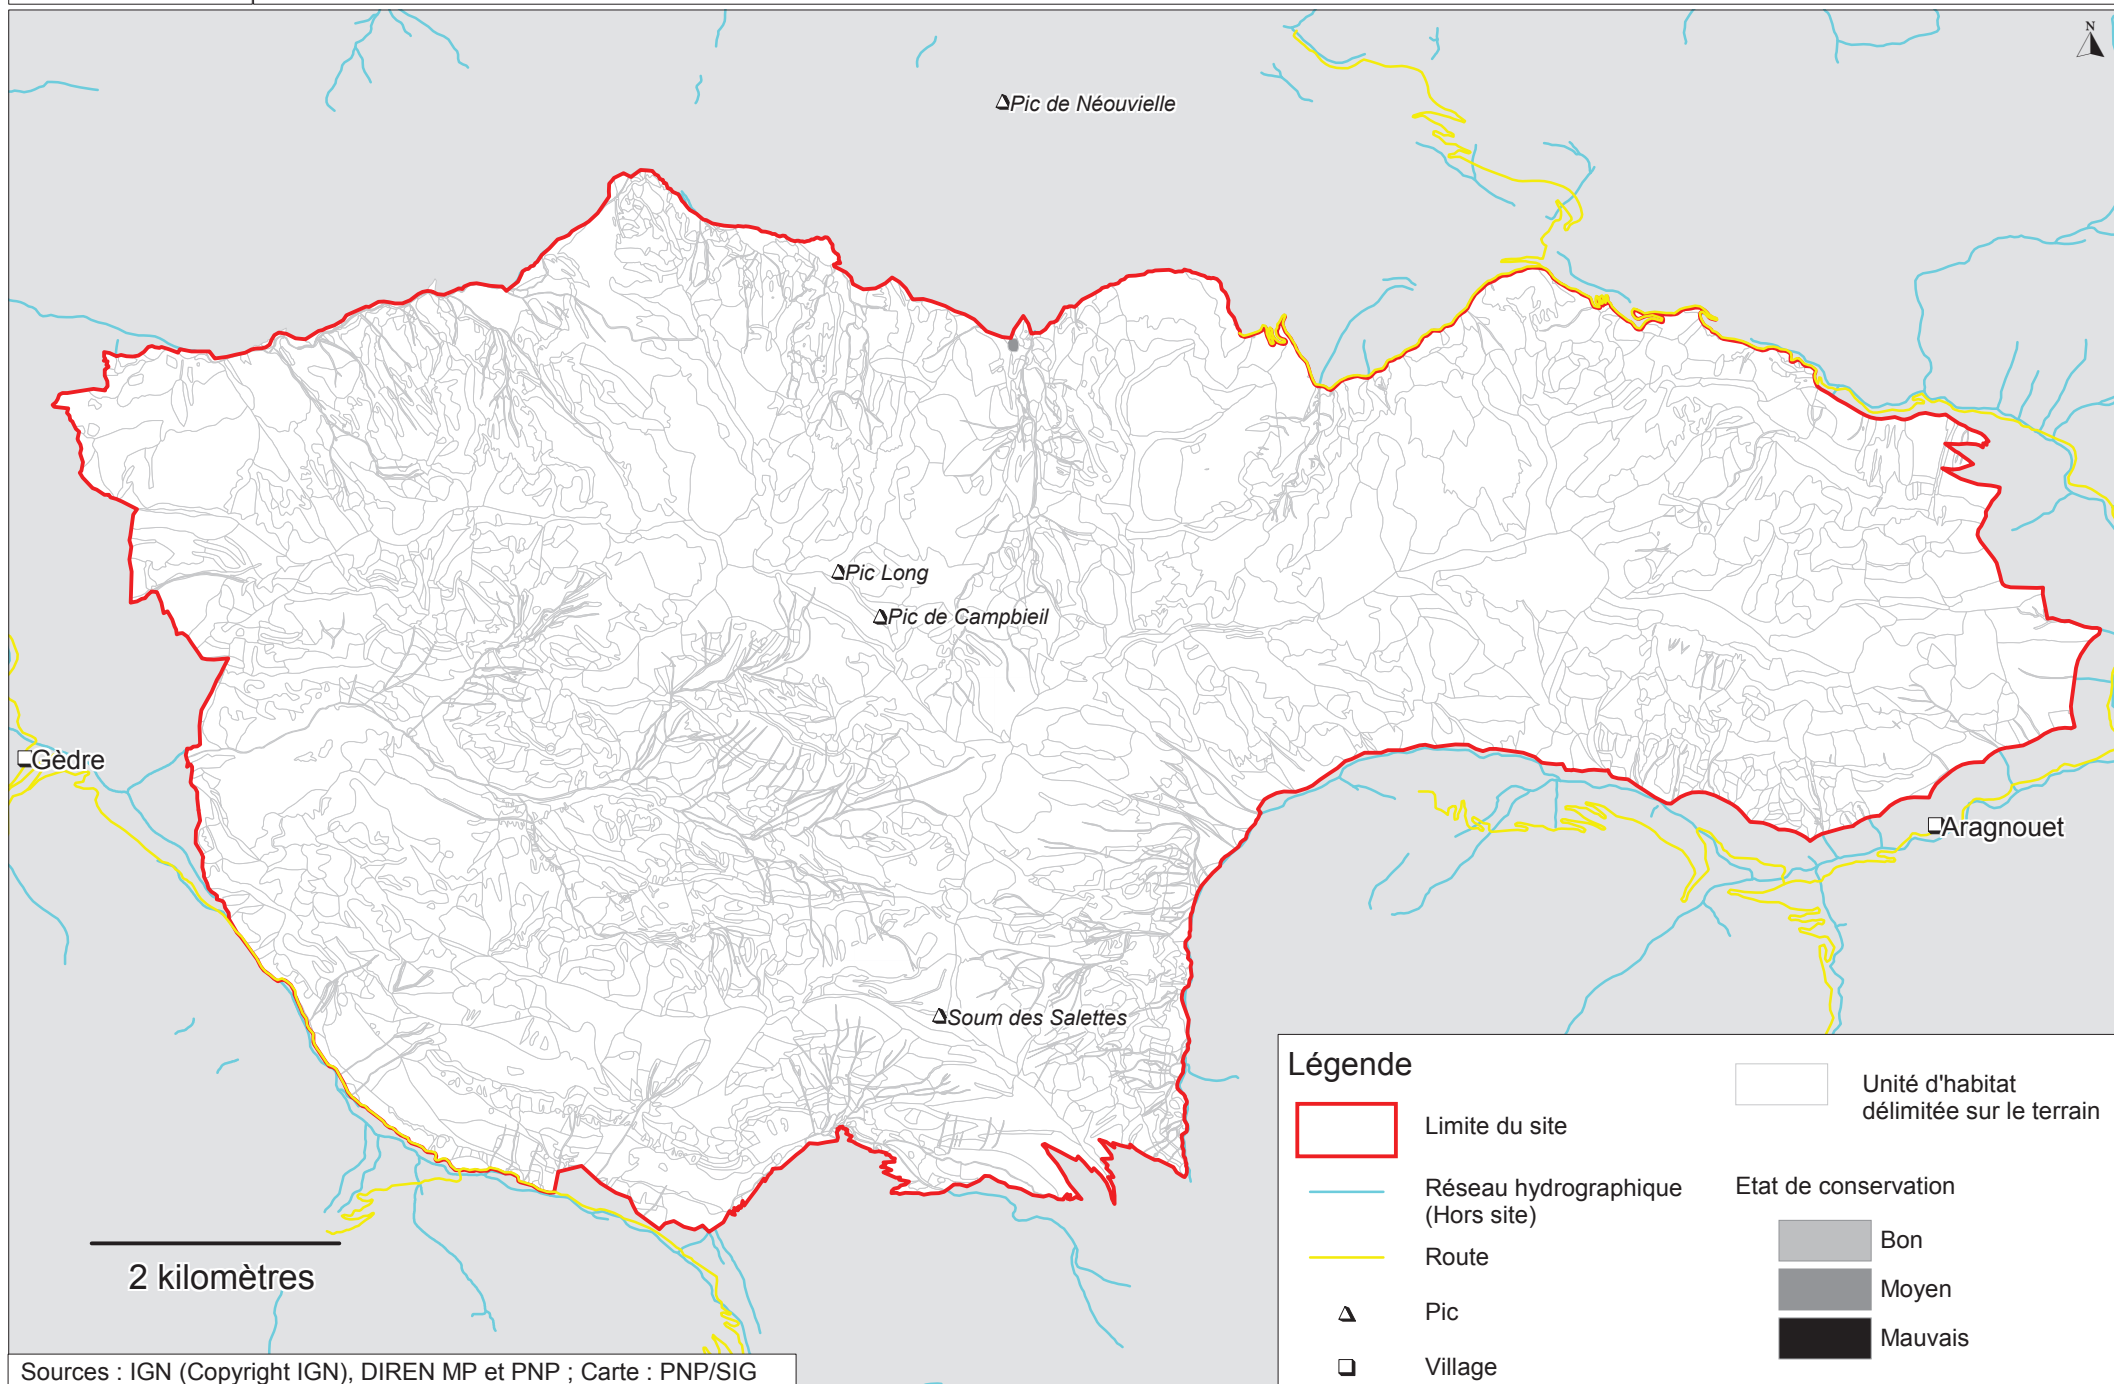 N
Pic de Néouvielle
Pic Long
Pic de Campbieil
Gèdre
Aragnouet
Soum des Salettes
2 kilomètres
Sources : IGN (Copyright IGN), DIREN MP et PNP ; Carte : PNP/SIG
Légende
Limite du site
Réseau hydrographique
(Hors site)
Route
Pic
Village
Unité d'habitat
délimitée sur le terrain
Etat de conservation
Bon
Moyen
Mauvais